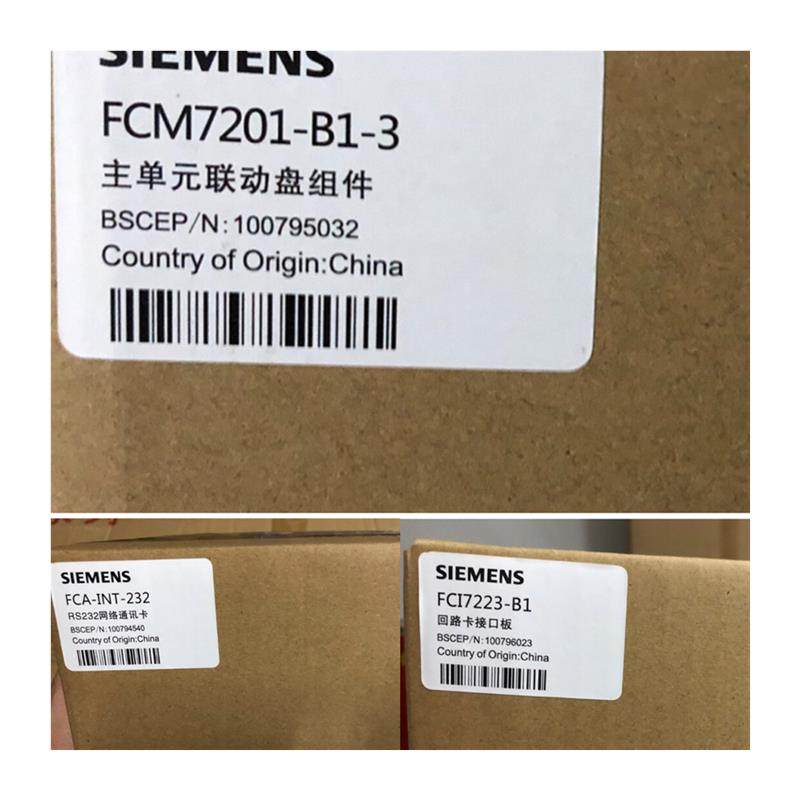 SIEMENS
FCM7201-B1-3
主单元联动盘组件
BSCEP/N:100795032
Country of Origin:China
SIEMENS
FCA-INT-232
RS232网络通讯卡
BSCEP/N:100794540
Country of Origin:China
SIEMENS
FCI7223-B1
回路卡接口板
BSCEP/N:100796023
Country of Origin:China